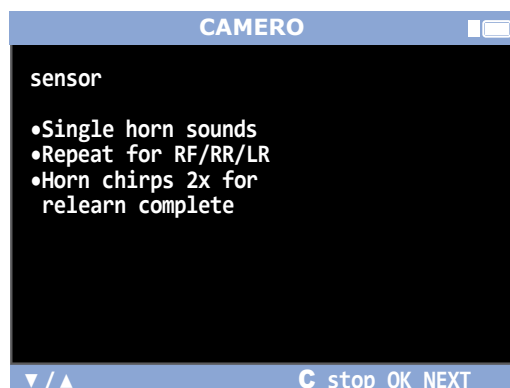 CAMERO
sensor
•Single horn sounds
•Repeat for RF/RR/LR
•Horn chirps 2x for
relearn complete
▼/▲ C stop OK NEXT